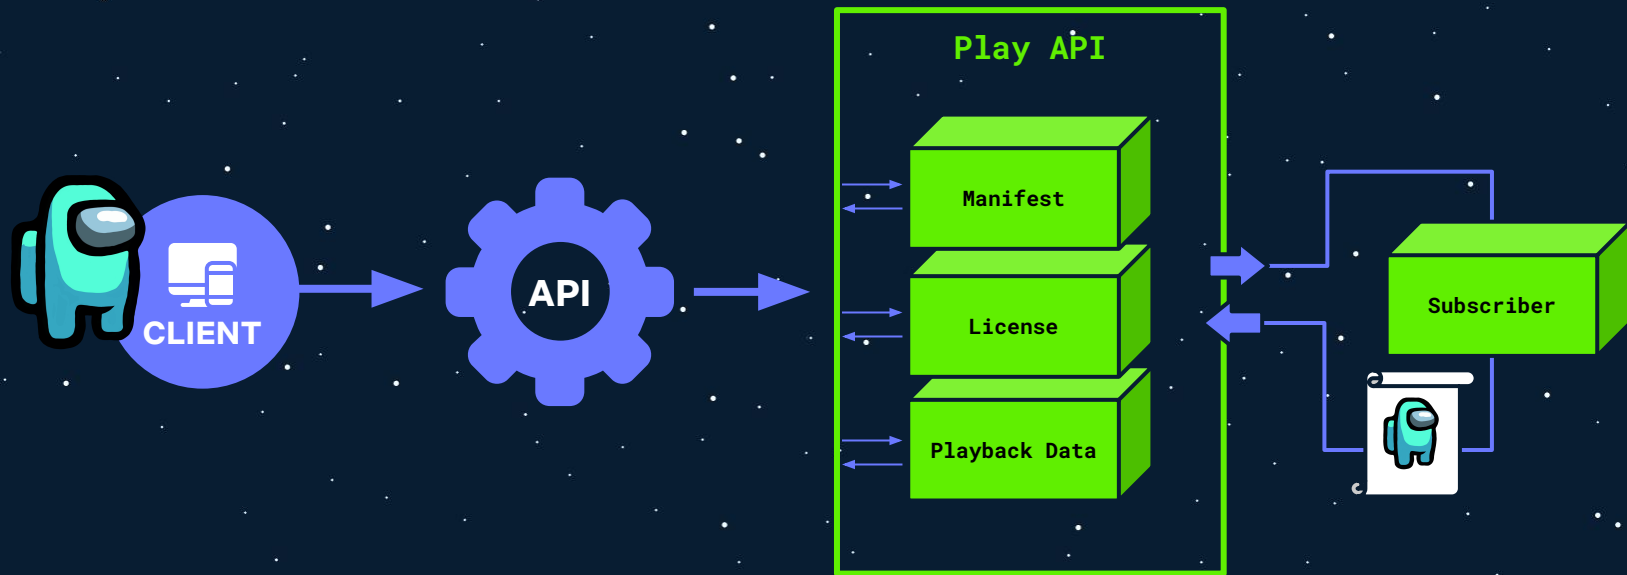 Play API
Manifest
API
Subscriber
License
CLIENT
Playback Data